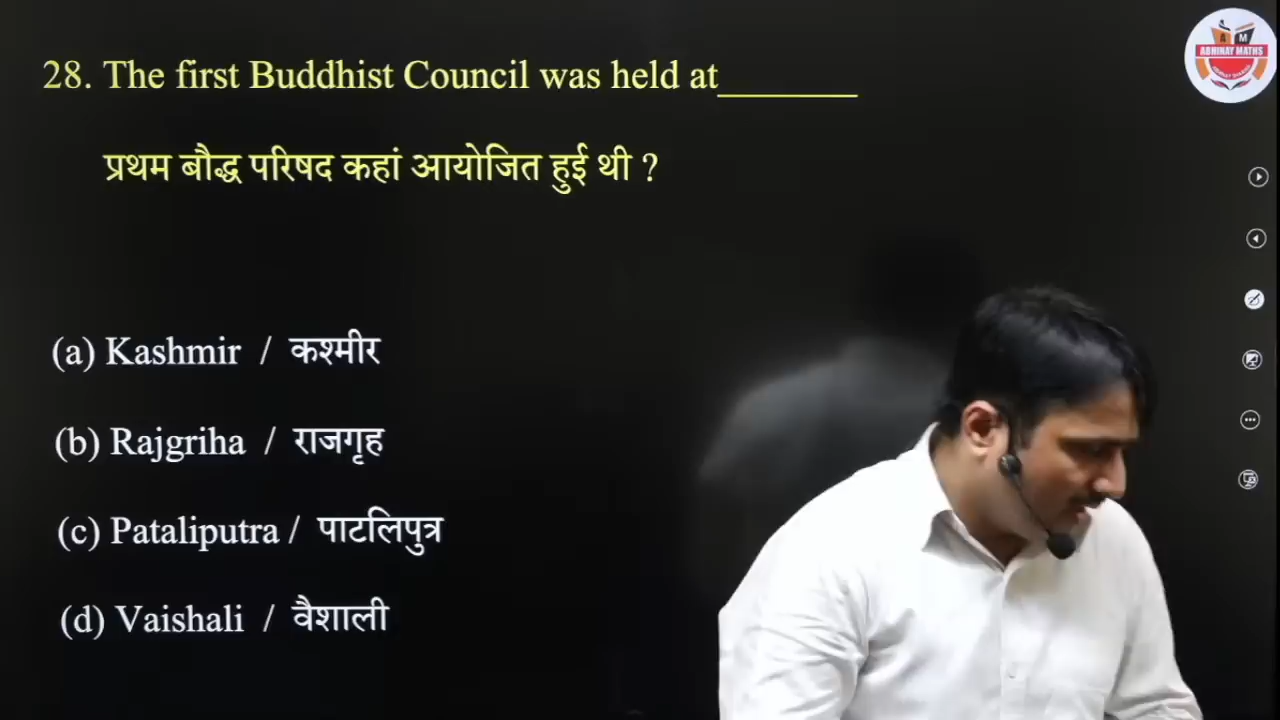 28. The first Buddhist Council was held at_______
प्रथम बौद्ध परिषद कहां आयोजित हुई थी ?
(a) Kashmir / कश्मीर
(b) Rajgriha / राजगृह
(c) Pataliputra / पाटलिपुत्र
(d) Vaishali / वैशाली
A M
ABHINAY MATHS